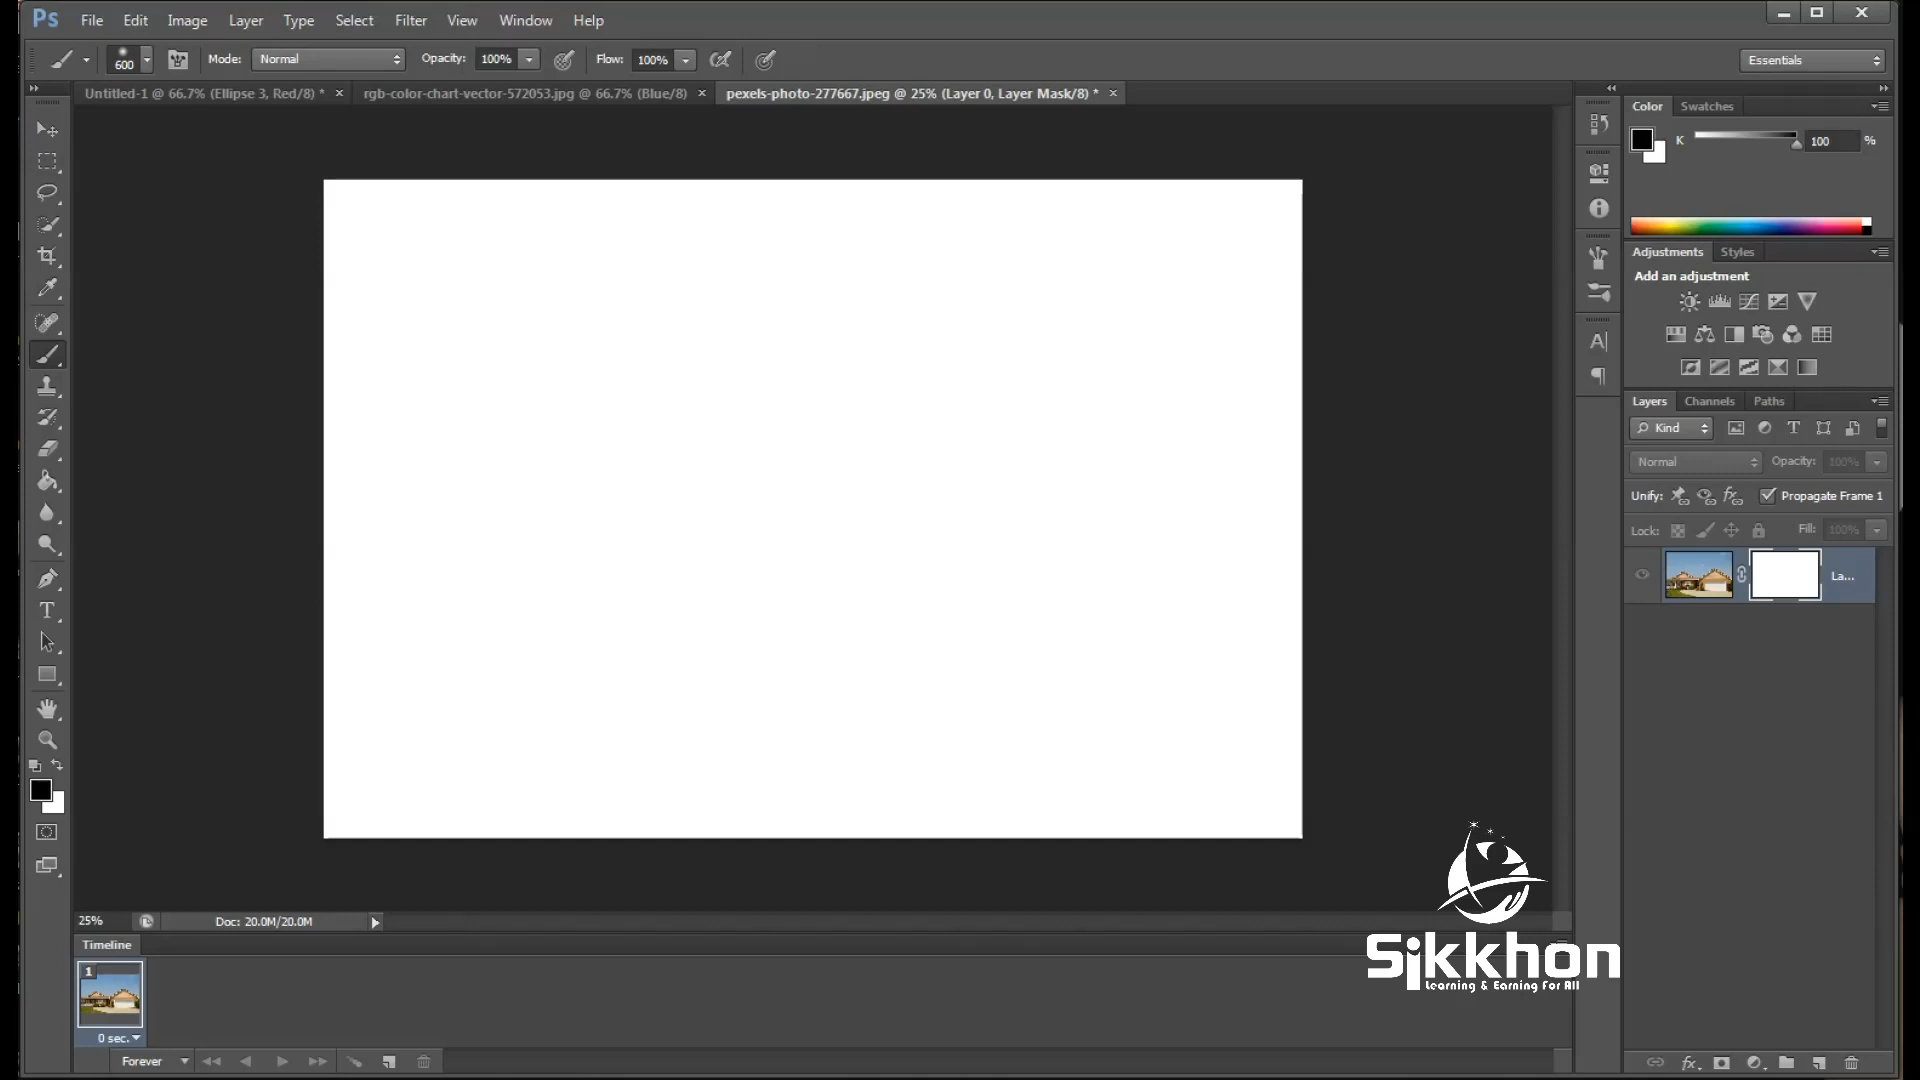 Ps File Edit Image Layer Type Select Filter View Window Help
600 Mode: Normal Opacity: 100% Flow: 100% Essentials
Untitled-1 @ 66.7% (Ellipse 3, Red/8) * × rgb-color-chart-vector-572053.jpg @ 66.7% (Blue/8) × pexels-photo-277667.jpeg @ 25% (Layer 0, Layer Mask/8) * ×
Color Swatches
K 100 %
Adjustments Styles
Add an adjustment
Layers Channels Paths
Kind
Normal Opacity: 100%
Unify: Propagate Frame 1
Lock: Fill: 100%
La...
25% Doc: 20.0M/20.0M
Timeline
1
0 sec.
Forever
Sikkhon
Learning & Earning For All